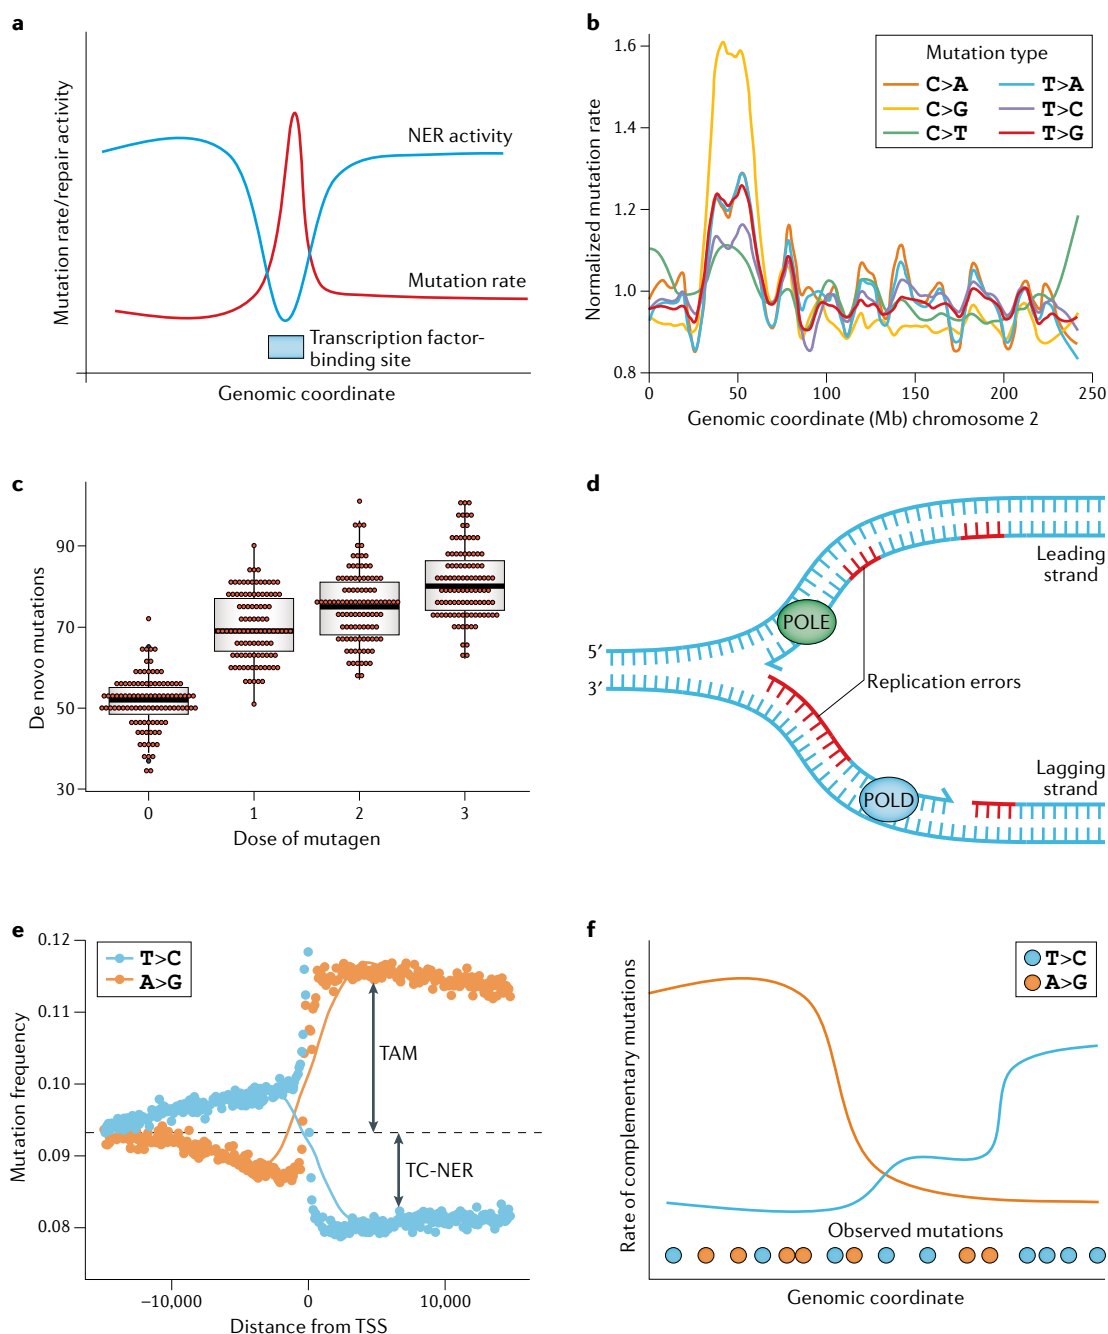 a
Mutation rate/repair activity
NER activity
Mutation rate
Transcription factor-
binding site
Genomic coordinate
b
Normalized mutation rate
1.6
1.4
1.2
1.0
0.8
Mutation type
C>A
T>A
C>G
T>C
C>T
T>G
0
50
100
150
200
250
Genomic coordinate (Mb) chromosome 2
c
De novo mutations
90
70
50
30
0
1
2
3
Dose of mutagen
d
POLE
Leading
strand
5′
3′
Replication errors
POLD
Lagging
strand
e
Mutation frequency
0.12
0.11
0.10
0.09
0.08
T>C
A>G
TAM
TC-NER
–10,000
0
10,000
Distance from TSS
f
Rate of complementary mutations
T>C
A>G
Observed mutations
Genomic coordinate